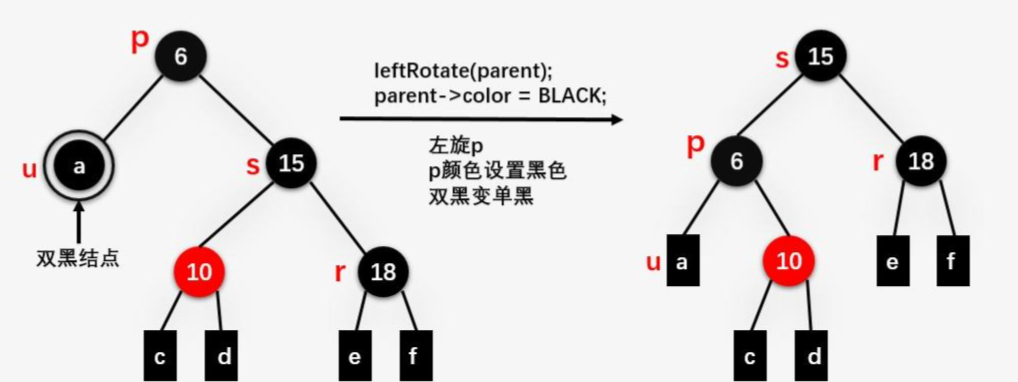 p
6
u
a
s
15
双黑结点
10
r
18
c
d
e
f
leftRotate(parent);
parent->color = BLACK;
左旋p
p颜色设置黑色
双黑变单黑
s
15
p
6
r
18
u
a
10
e
f
c
d